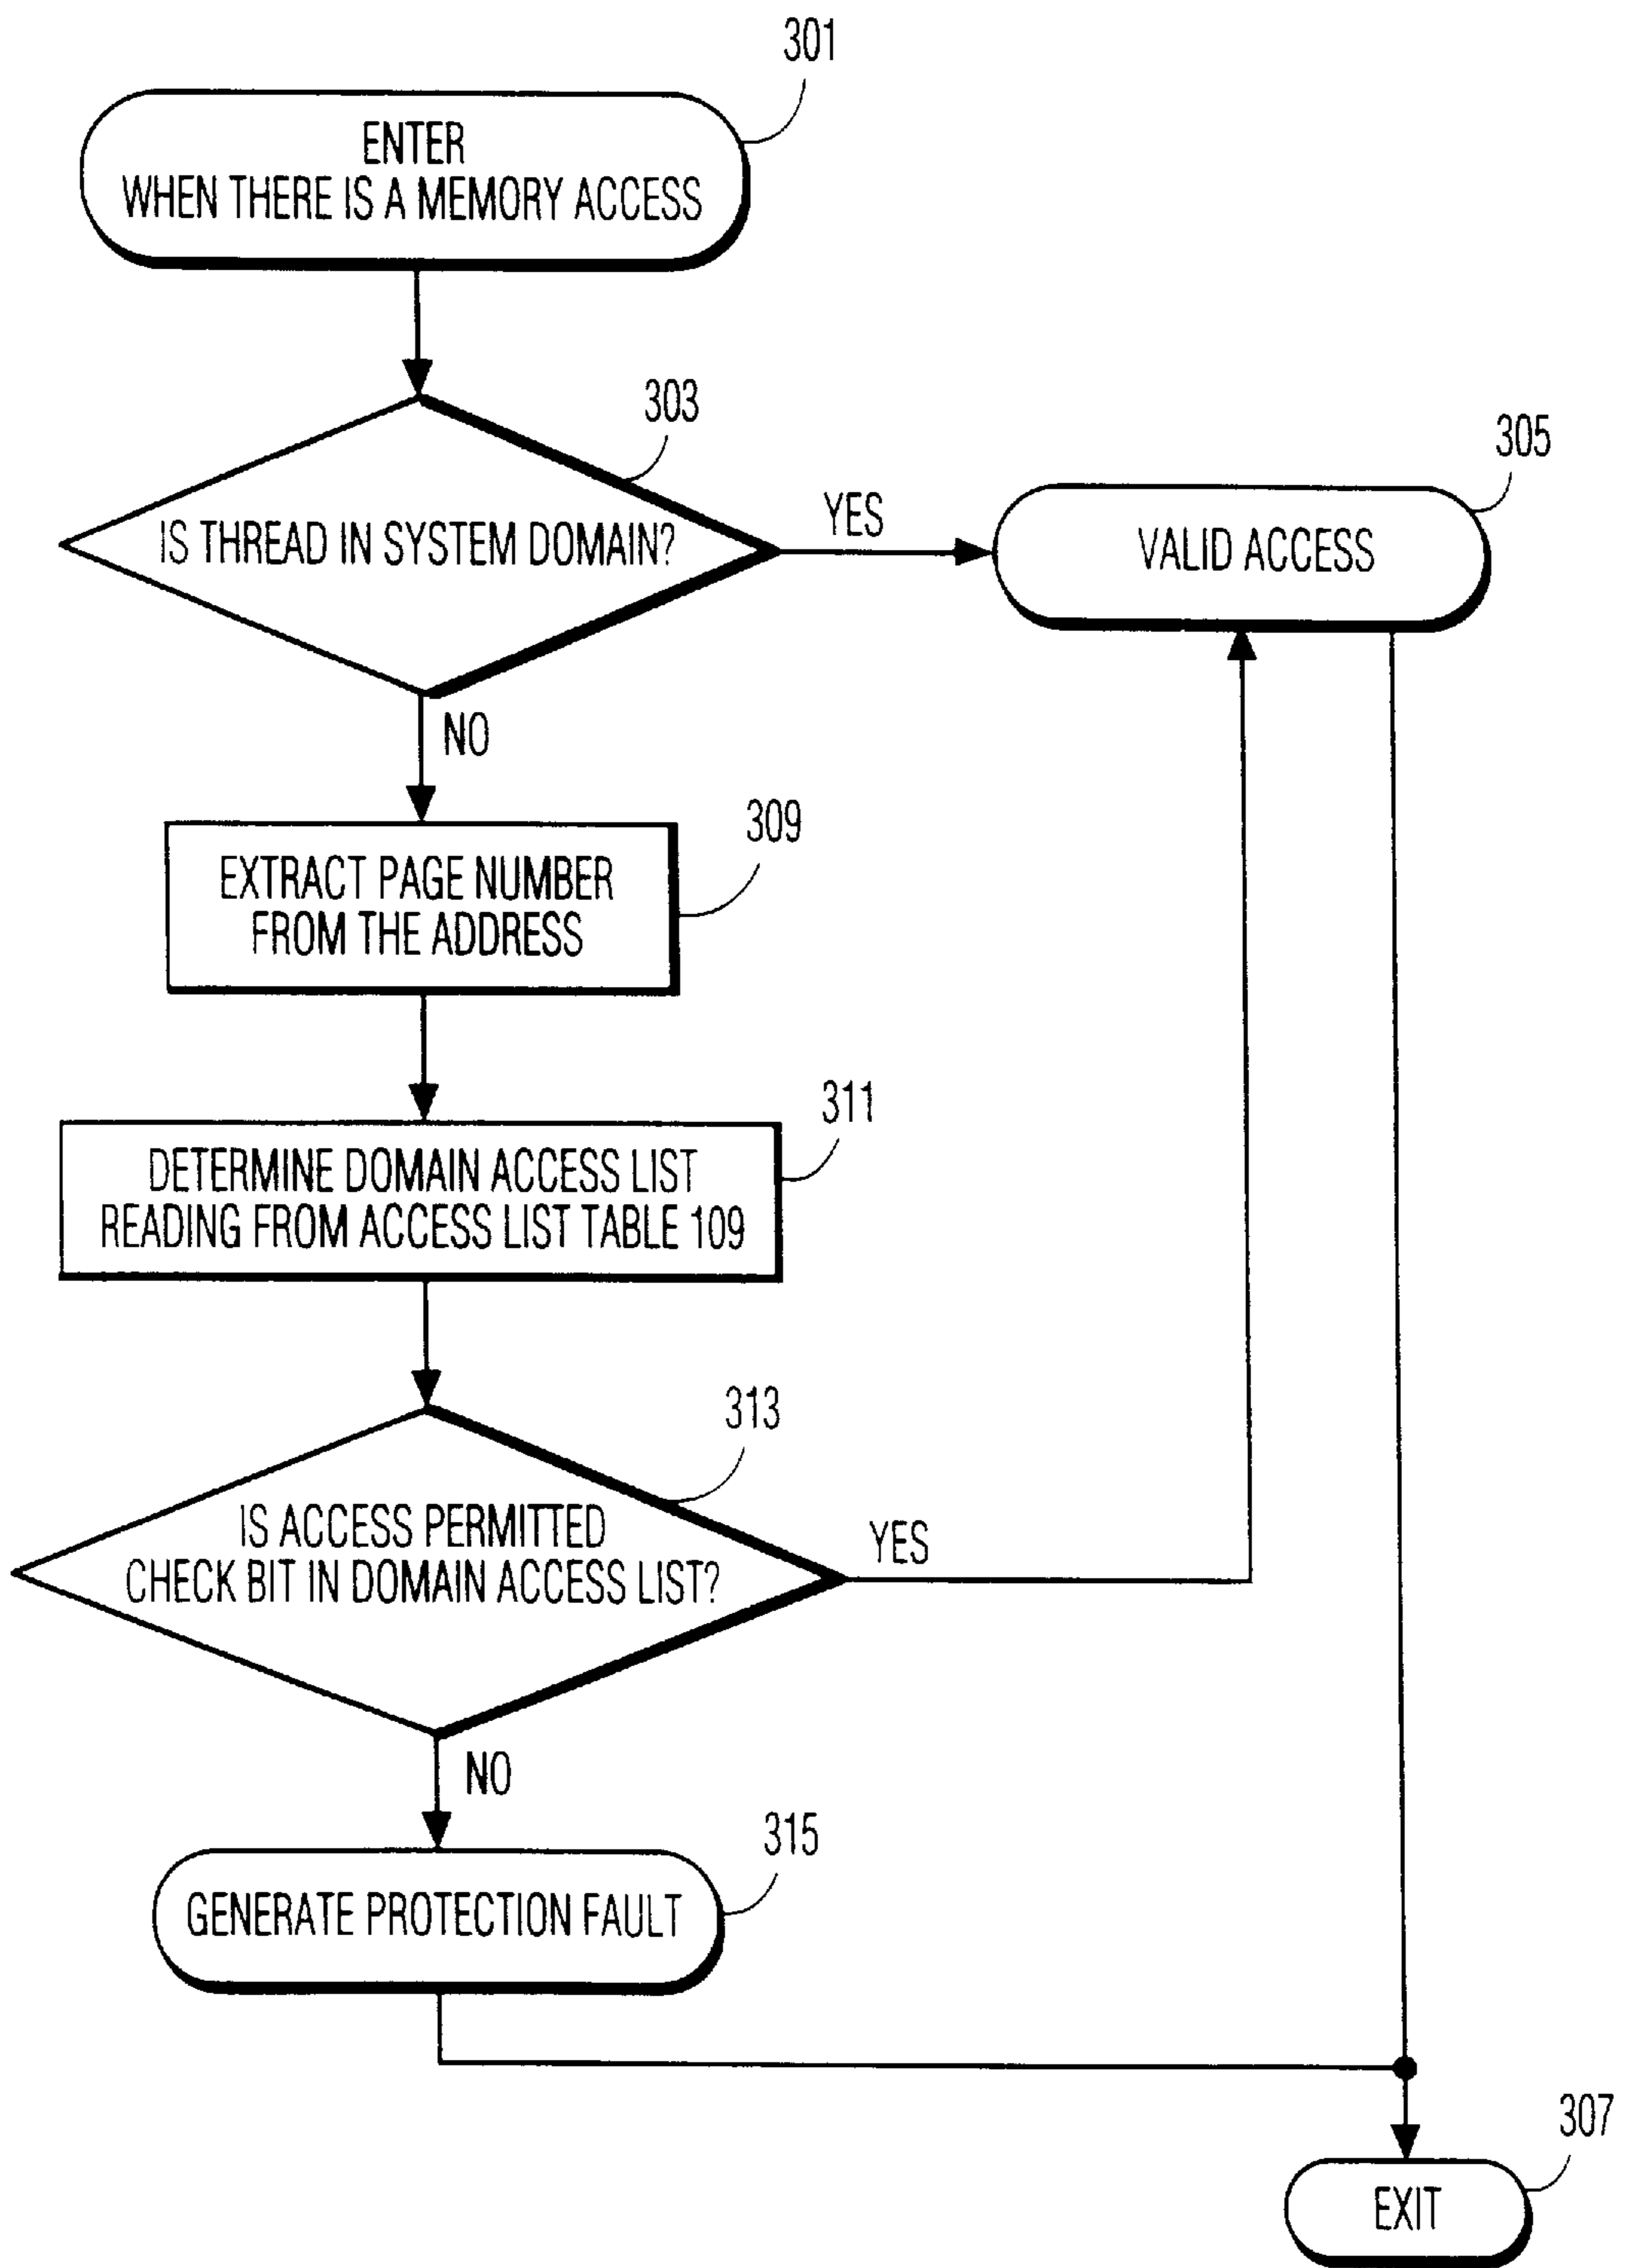 301
ENTER
WHEN THERE IS A MEMORY ACCESS
303
IS THREAD IN SYSTEM DOMAIN?
YES
305
VALID ACCESS
NO
309
EXTRACT PAGE NUMBER
FROM THE ADDRESS
311
DETERMINE DOMAIN ACCESS LIST
READING FROM ACCESS LIST TABLE 109
313
IS ACCESS PERMITTED
CHECK BIT IN DOMAIN ACCESS LIST?
YES
NO
315
GENERATE PROTECTION FAULT
307
EXIT